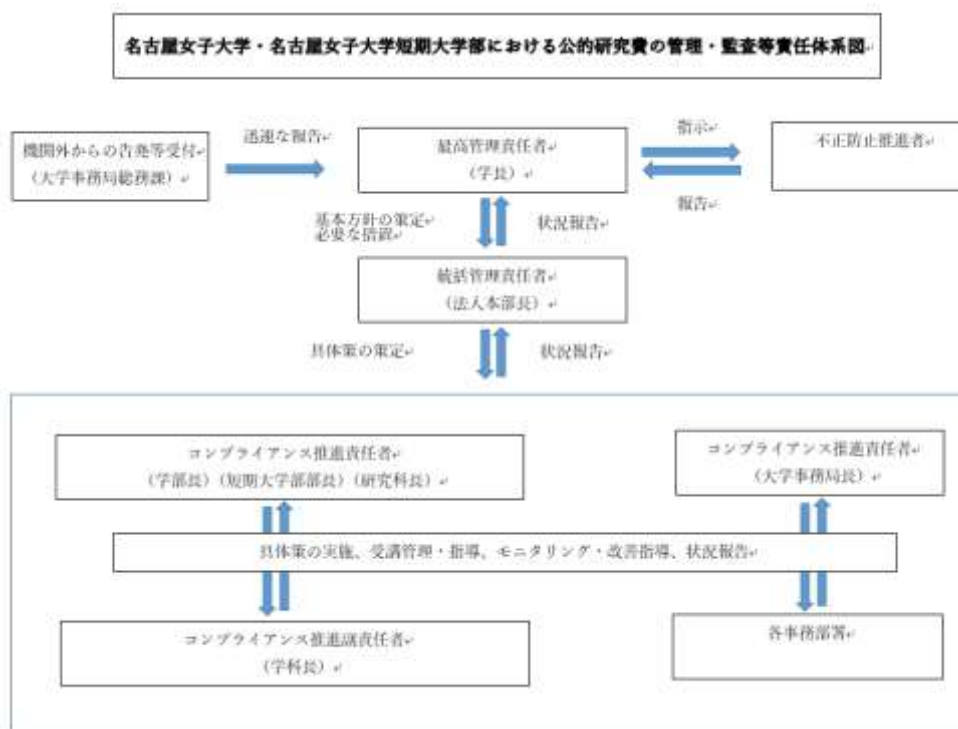 名古屋女子大学・名古屋女子大学短期大学部における公的研究費の管理・監査等責任体系図
機関外からの告発等受付
（大学事務局総務課）
迅速な報告
最高管理責任者
（学長）
指示
報告
不正防止推進者
基本方針の策定
必要な措置
状況報告
統括管理責任者
（法人本部長）
具体策の策定
状況報告
コンプライアンス推進責任者
（学部長）（短期大学部部長）（研究科長）
コンプライアンス推進責任者
（大学事務局長）
具体策の実施、受講管理・指導、モニタリング・改善指導、状況報告
コンプライアンス推進副責任者
（学科長）
各事務部署